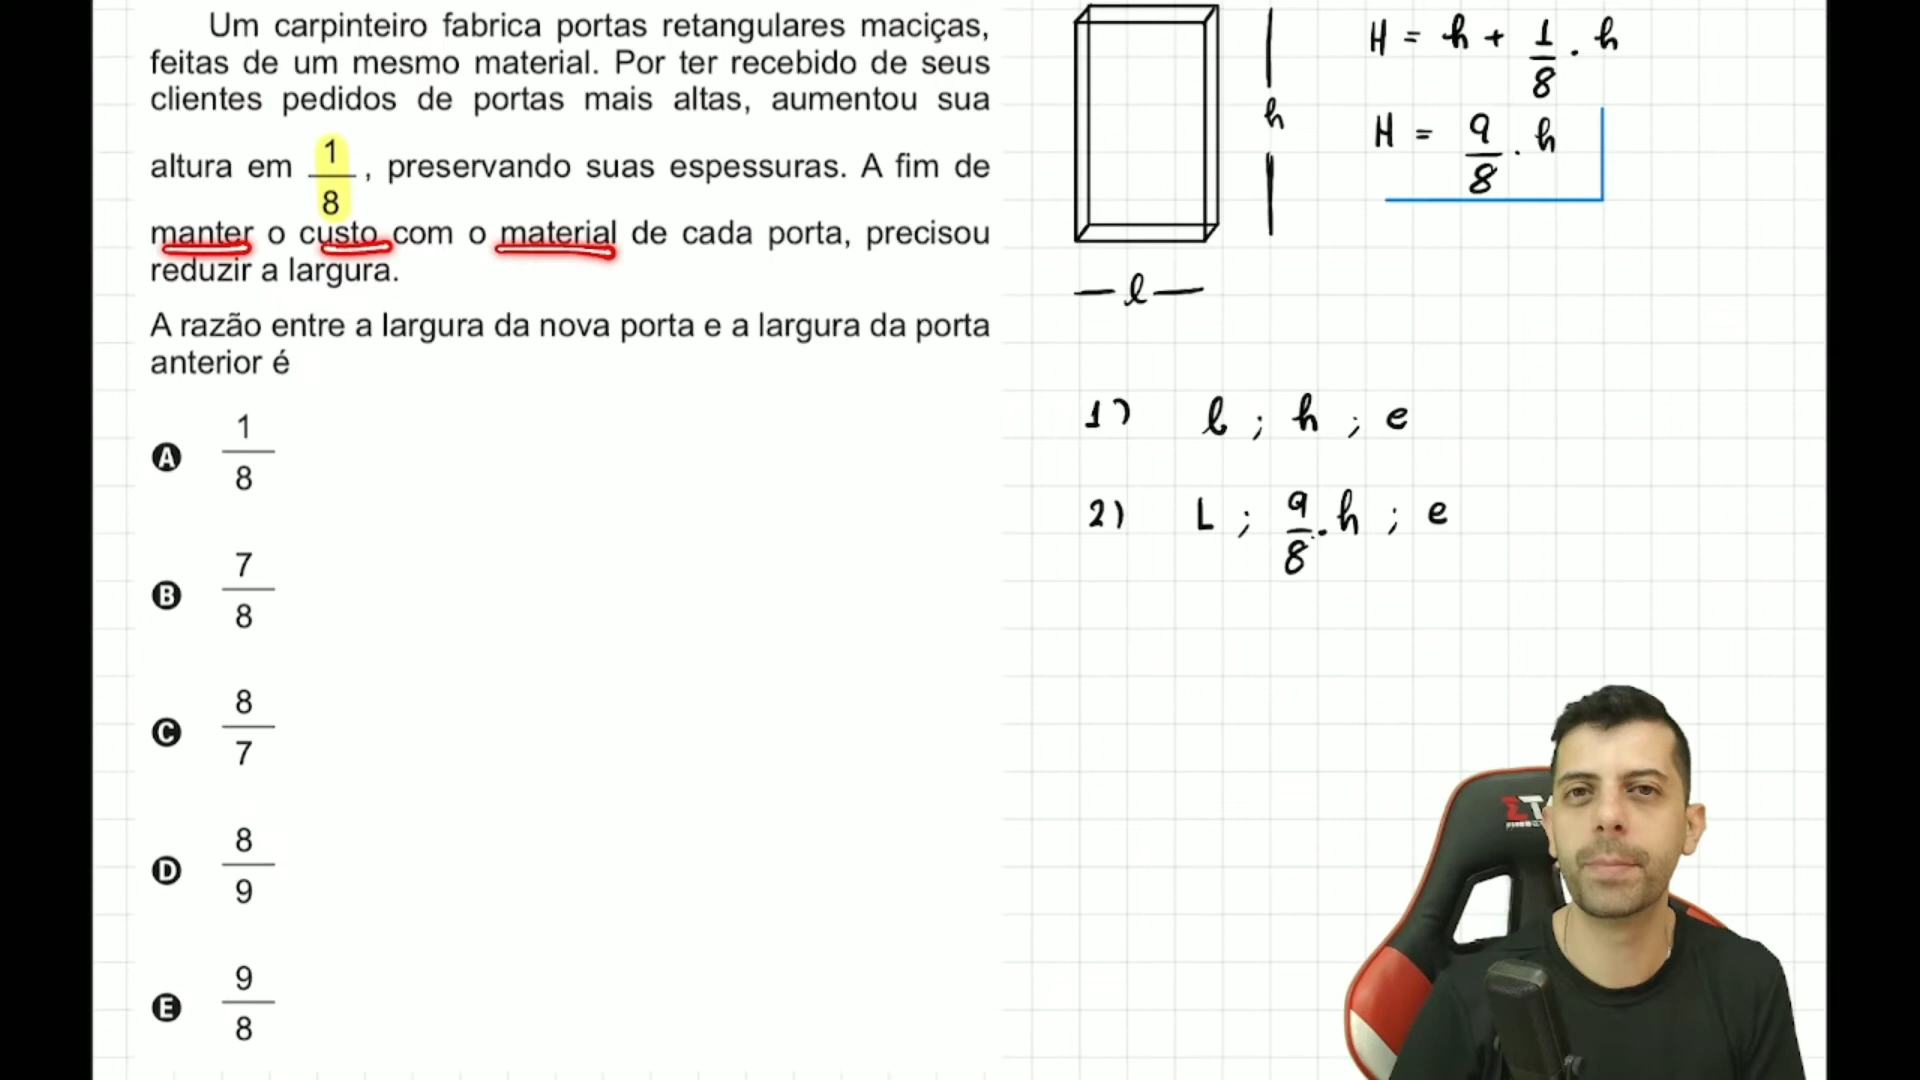 Um carpinteiro fabrica portas retangulares maciças,
feitas de um mesmo material. Por ter recebido de seus
clientes pedidos de portas mais altas, aumentou sua
altura em 1/8, preservando suas espessuras. A fim de
manter o custo com o material de cada porta, precisou
reduzir a largura.
A razão entre a largura da nova porta e a largura da porta
anterior é
A 1/8
B 7/8
C 8/7
D 8/9
E 9/8
h
l
H = h + 1/8 . h
H = 9/8 . h
1) l ; h ; e
2) L ; 9/8 . h ; e